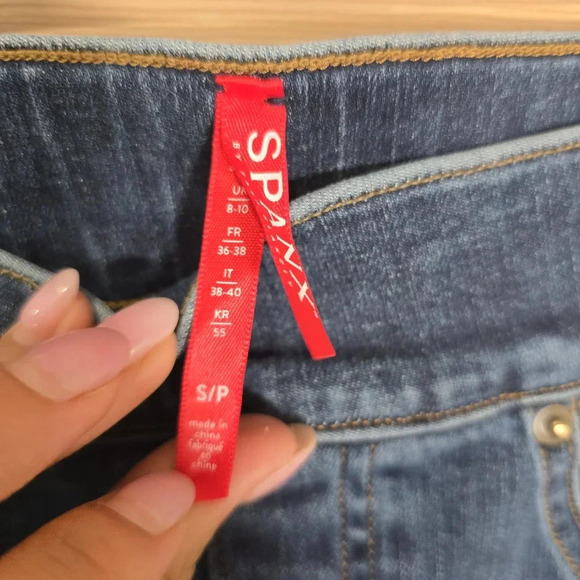 SPANX
UK
8-10
FR
36-38
IT
38-40
KR
55
S/P
made in
china
fabriqué
en
chine